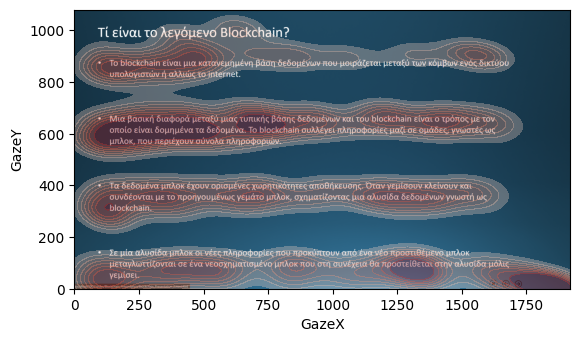 Τί είναι το λεγόμενο Blockchain?
• Το blockchain είναι μια κατανεμημένη βάση δεδομένων που μοιράζεται μεταξύ των κόμβων ενός δικτύου
υπολογιστών ή αλλιώς το internet.
• Μια βασική διαφορά μεταξύ μιας τυπικής βάσης δεδομένων και του blockchain είναι ο τρόπος με τον
οποίο είναι δομημένα τα δεδομένα. Το blockchain συλλέγει πληροφορίες μαζί σε ομάδες, γνωστές ως
μπλοκ, που περιέχουν σύνολα πληροφοριών.
• Τα δεδομένα μπλοκ έχουν ορισμένες χωρητικότητες αποθήκευσης. Όταν γεμίσουν κλείνουν και
συνδέονται με το προηγουμένως γεμάτο μπλοκ, σχηματίζοντας μια αλυσίδα δεδομένων γνωστή ως
blockchain.
• Σε μία αλυσίδα μπλοκ οι νέες πληροφορίες που προκύπτουν από ένα νέο προστιθέμενο μπλοκ
μεταγλωττίζονται σε ένα νεοσχηματισμένο μπλοκ που στη συνέχεια θα προστεθεί στην αλυσίδα μόλις
γεμίσει.
GazeY
1000
800
600
400
200
0
0 250 500 750 1000 1250 1500 1750
GazeX